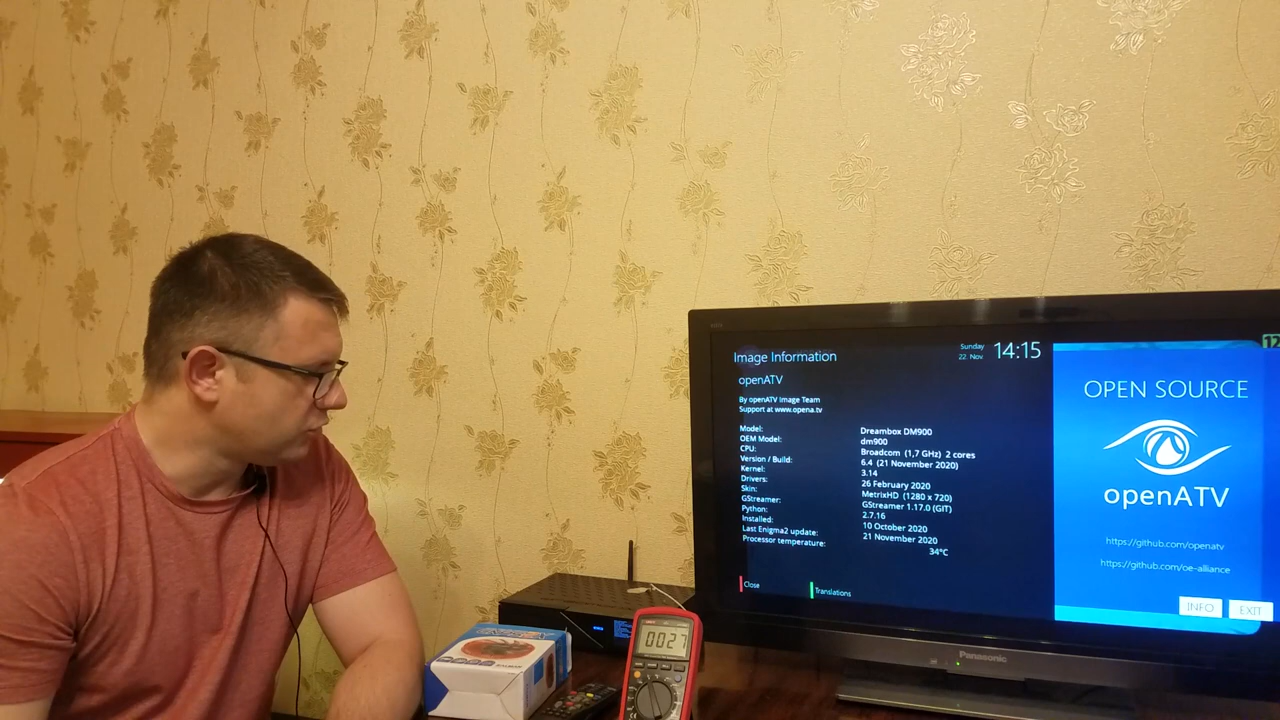 Image Information
Sunday
22. Nov.
14:15
openATV
By openATV Image Team
Support at www.opena.tv
Model: Dreambox DM900
OEM Model: dm900
CPU: Broadcom (1,7 GHz) 2 cores
Version / Build: 6.4 (21 November 2020)
Kernel: 3.14
Drivers: 26 February 2020
Skin: MetrixHD (1280 x 720)
GStreamer: GStreamer 1.17.0 (GIT)
Python: 2.7.16
Installed: 10 October 2020
Last Enigma2 update: 21 November 2020
Processor temperature: 34°C
Close
Translations
12
OPEN SOURCE
openATV
https://github.com/openatv
https://github.com/oe-alliance
INFO
EXIT
Panasonic
0027